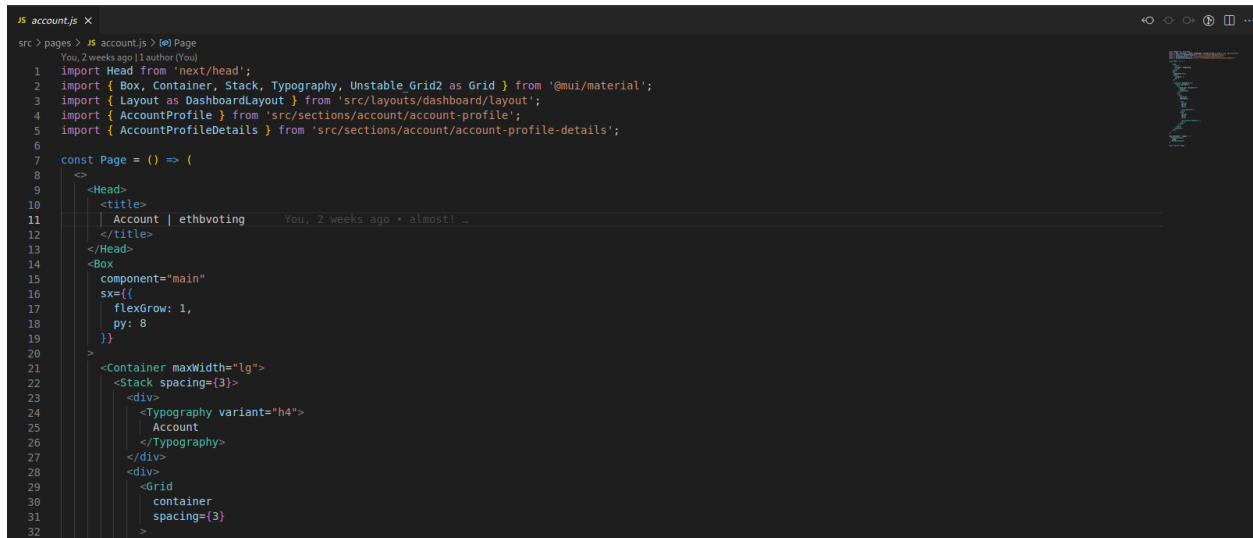 JS account.js ×
src > pages > JS account.js > Page
You, 2 weeks ago | 1 author (You)
1 import Head from 'next/head';
2 import { Box, Container, Stack, Typography, Unstable_Grid2 as Grid } from '@mui/material';
3 import { Layout as DashboardLayout } from 'src/layouts/dashboard/layout';
4 import { AccountProfile } from 'src/sections/account/account-profile';
5 import { AccountProfileDetails } from 'src/sections/account/account-profile-details';
6
7 const Page = () => (
8 <>
9 <Head>
10 <title>
11 Account | ethbvoting You, 2 weeks ago • almost! …
12 </title>
13 </Head>
14 <Box
15 component="main"
16 sx={{
17 flexGrow: 1,
18 py: 8
19 }}
20 >
21 <Container maxWidth="lg">
22 <Stack spacing={3}>
23 <div>
24 <Typography variant="h4">
25 Account
26 </Typography>
27 </div>
28 <div>
29 <Grid
30 container
31 spacing={3}
32 >